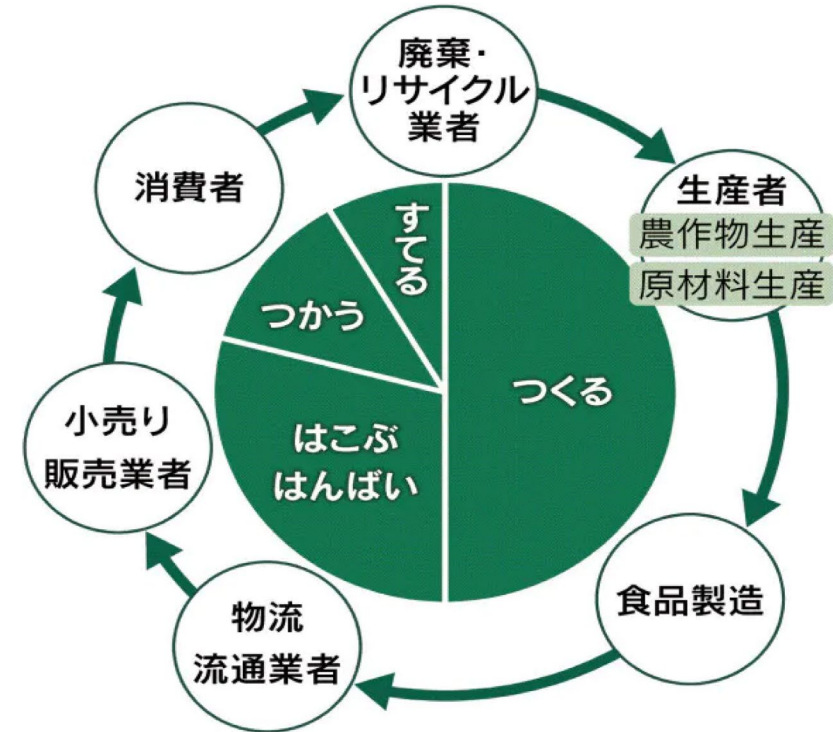 廃棄・
リサイクル
業者
生産者
農作物生産
原材料生産
食品製造
物流
流通業者
小売り
販売業者
消費者
つくる
はこぶ
はんばい
つかう
すてる